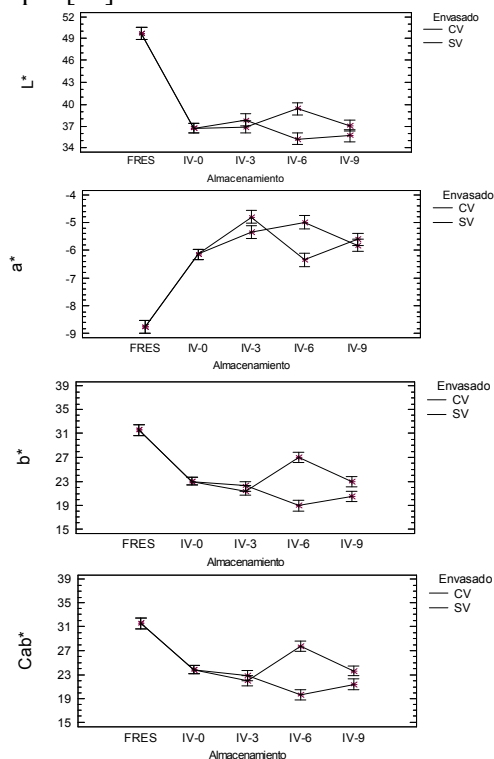 Envasado
52
CV
49
SV
46
43
L*
40
37
34
FRES IV-0 IV-3 IV-6 IV-9
Almacenamiento
Envasado
-4
CV
-5
SV
-6
a*
-7
-8
-9
FRES IV-0 IV-3 IV-6 IV-9
Almacenamiento
Envasado
39
CV
35
SV
31
b*
27
23
19
15
FRES IV-0 IV-3 IV-6 IV-9
Almacenamiento
Envasado
39
CV
35
SV
31
Cab*
27
23
19
15
FRES IV-0 IV-3 IV-6 IV-9
Almacenamiento